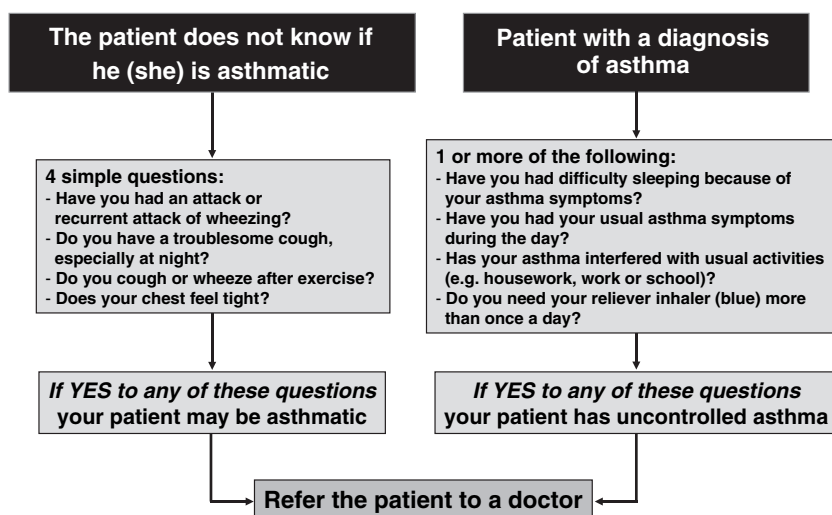 The patient does not know if
he (she) is asthmatic
4 simple questions:
- Have you had an attack or
recurrent attack of wheezing?
- Do you have a troublesome cough,
especially at night?
- Do you cough or wheeze after exercise?
- Does your chest feel tight?
If YES to any of these questions
your patient may be asthmatic
Patient with a diagnosis
of asthma
1 or more of the following:
- Have you had difficulty sleeping because of
your asthma symptoms?
- Have you had your usual asthma symptoms
during the day?
- Has your asthma interfered with usual activities
(e.g. housework, work or school)?
- Do you need your reliever inhaler (blue) more
than once a day?
If YES to any of these questions
your patient has uncontrolled asthma
Refer the patient to a doctor